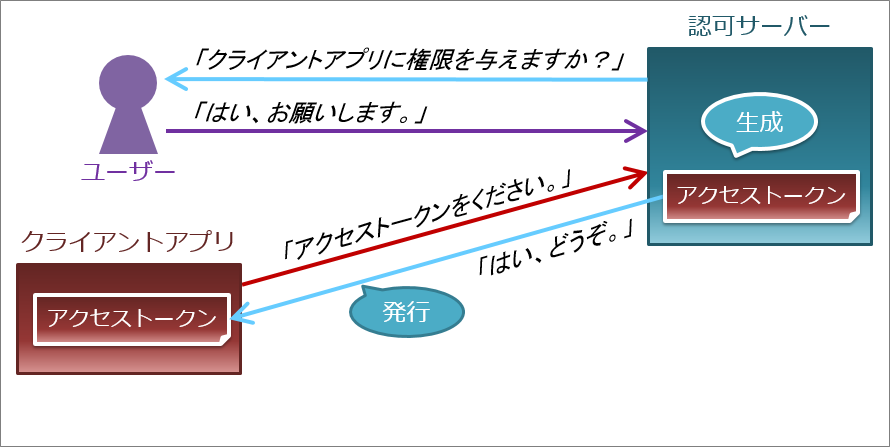 認可サーバー
「クライアントアプリに権限を与えますか？」
「はい、お願いします。」
生成
ユーザー
アクセストークン
「アクセストークンをください。」
クライアントアプリ
「はい、どうぞ。」
発行
アクセストークン